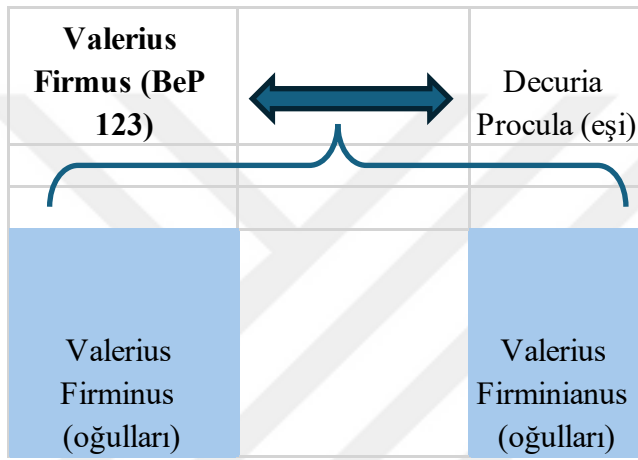 Valerius
Firmus (BeP
123)
Decuria
Procula (eşi)
Valerius
Firminus
(oğulları)
Valerius
Firminianus
(oğulları)